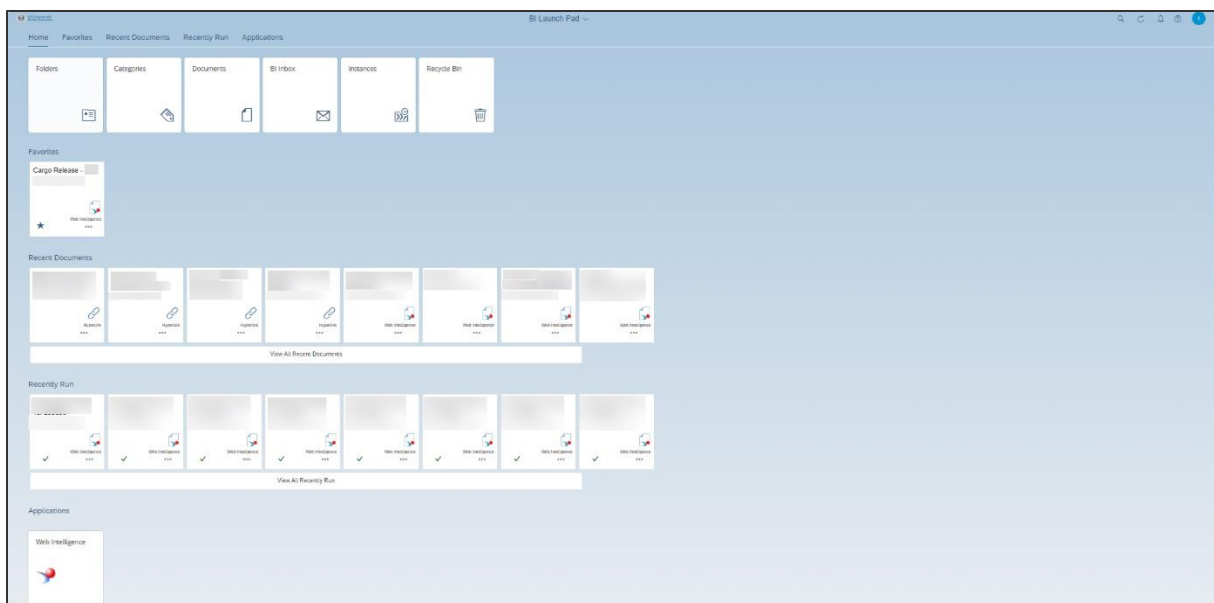 BI Launch Pad
Home Favorites Recent Documents Recently Run Applications
Folders Categories Documents BI Inbox Instances Recycle Bin
Favorites
Cargo Release -
Web Intelligence
...
Recent Documents
Hyperlink Hyperlink Hyperlink Hyperlink Web Intelligence Web Intelligence Web Intelligence Web Intelligence
... ... ... ... ... ... ... ...
View All Recent Documents
Recently Run
Web Intelligence Web Intelligence Web Intelligence Web Intelligence Web Intelligence Web Intelligence Web Intelligence Web Intelligence
... ... ... ... ... ... ... ...
View All Recently Run
Applications
Web Intelligence